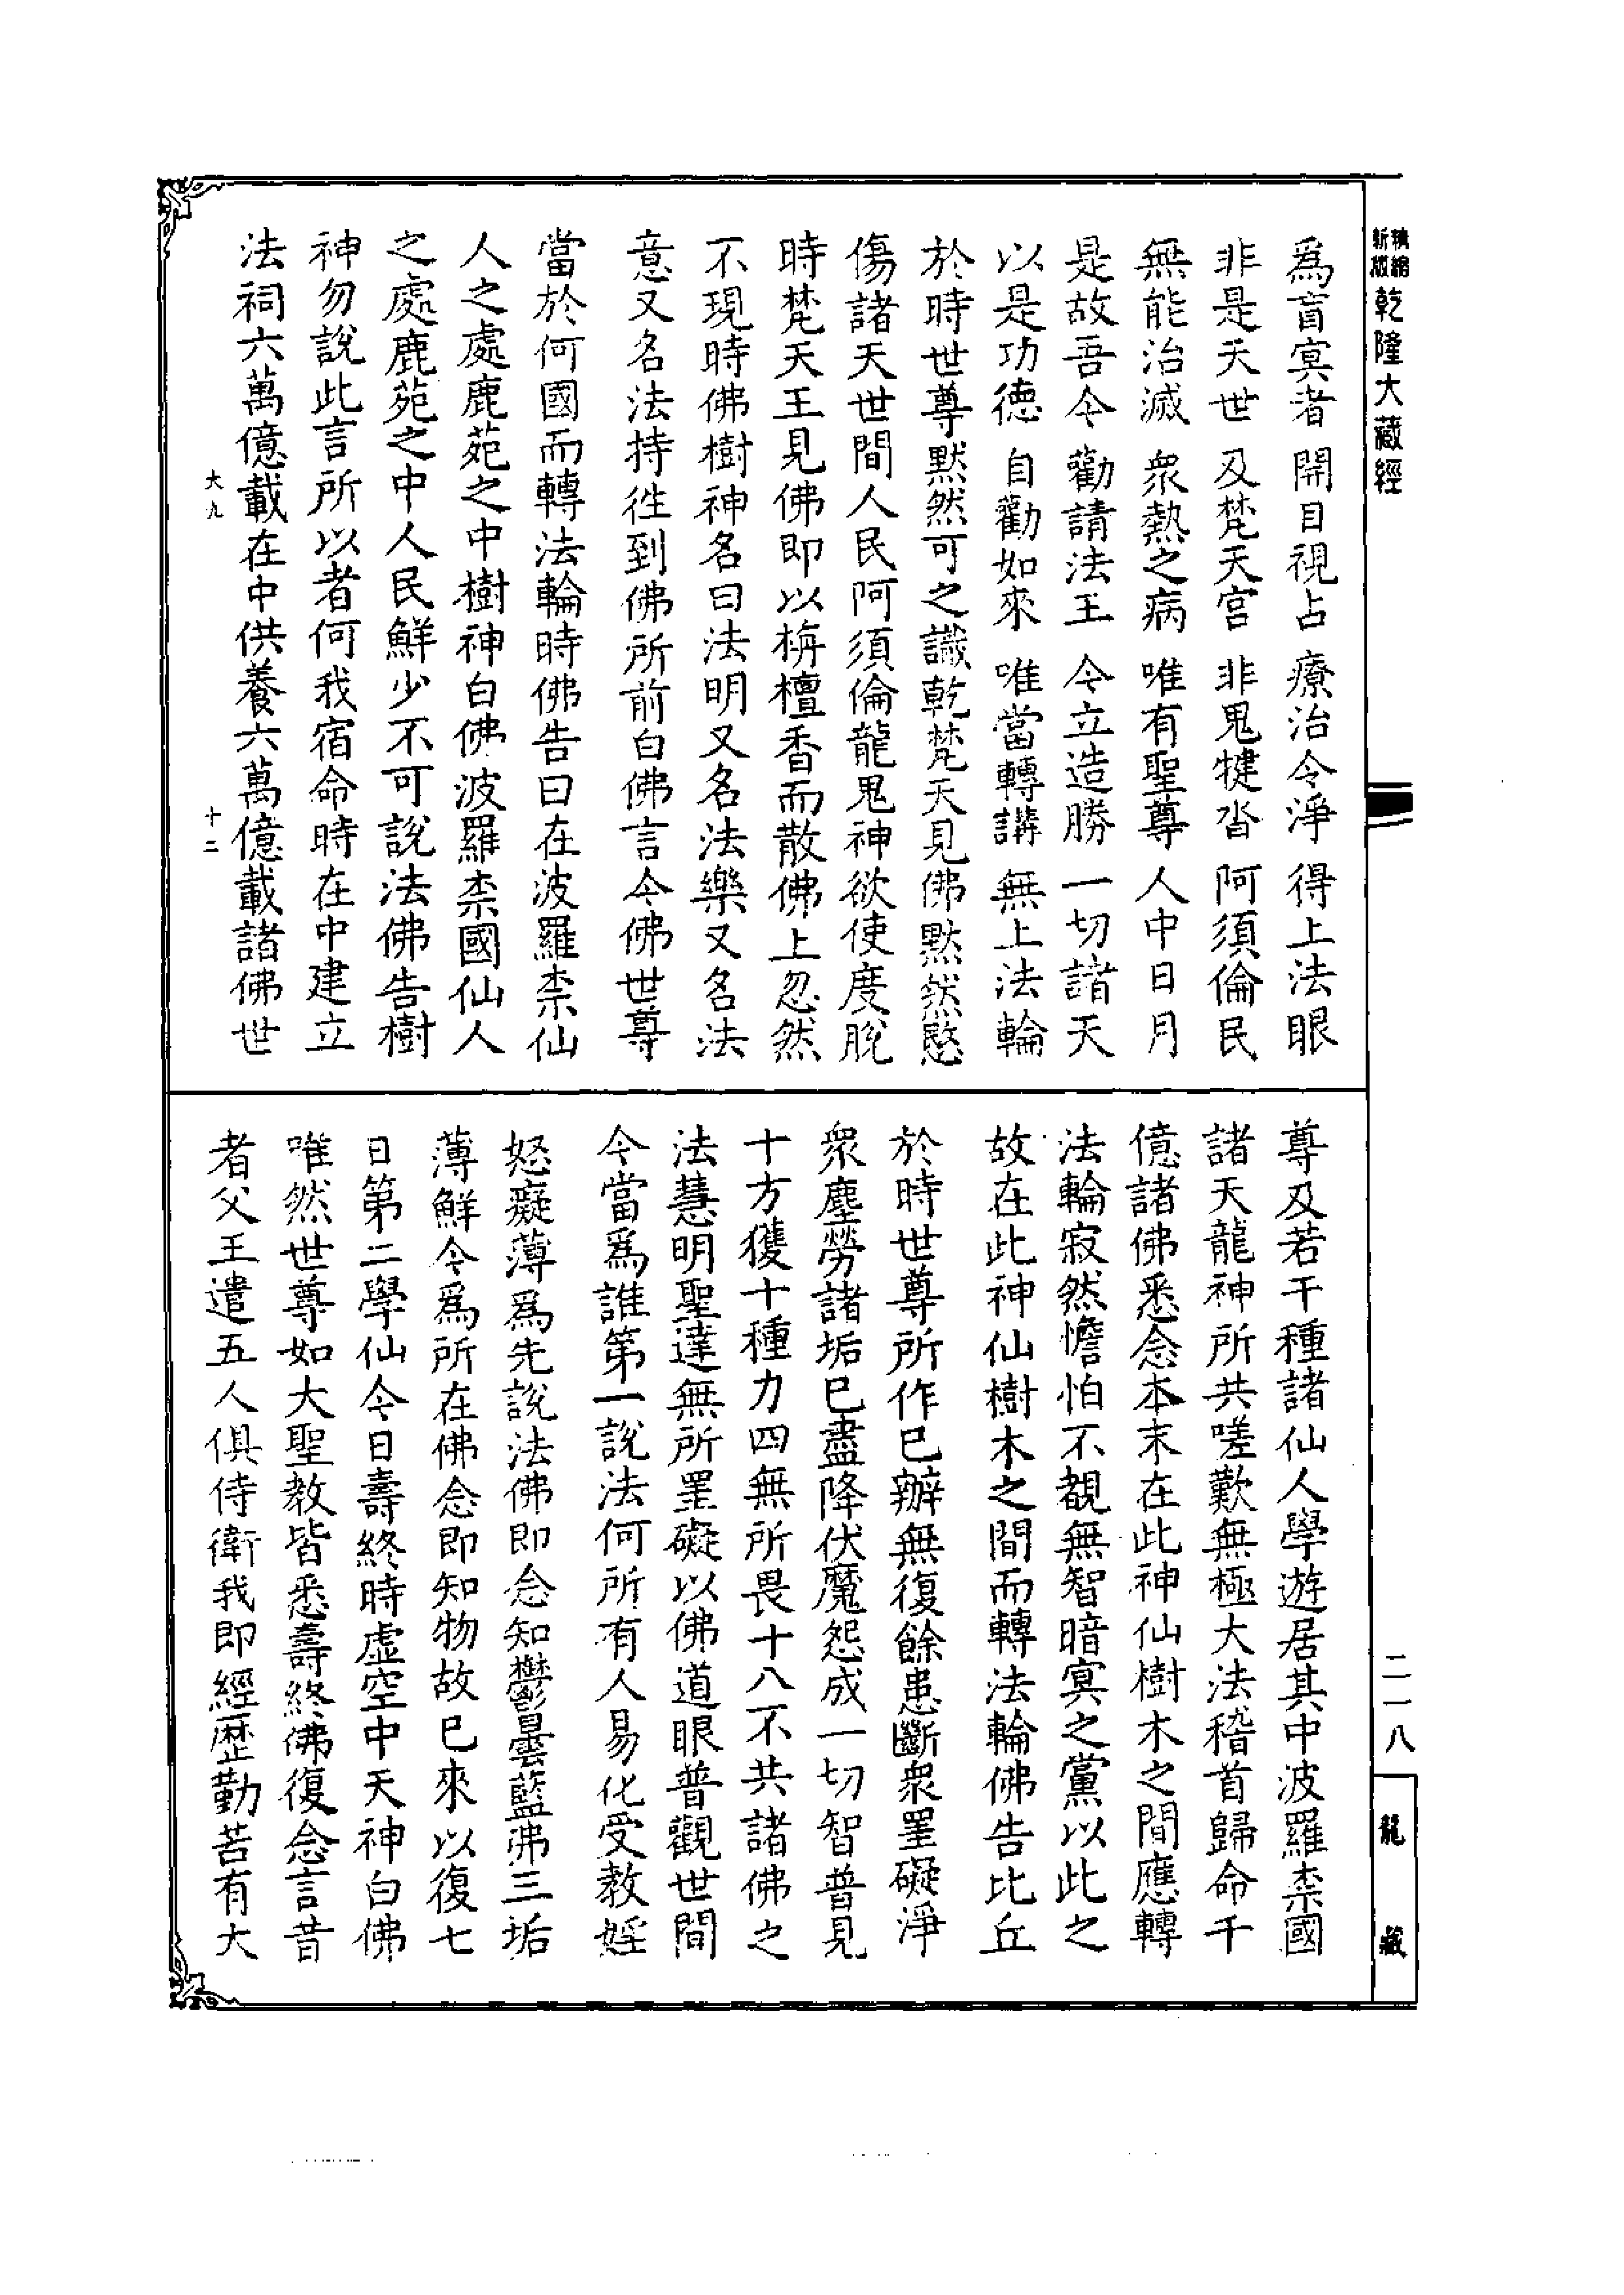 精縮新版乾隆大藏經
為盲寘者 開目視占 療治令淨 得上法眼
非是天世 及梵天宮 非鬼犍沓 阿須倫民
無能治滅 衆熱之病 唯有聖尊 人中日月
是故吾今 勸請法王 今立造勝 一切諸天
以是功德 自勸如來 唯當轉講 無上法輪
於時世尊默然可之識乾梵天見佛默然愍
傷諸天世間人民阿須倫龍鬼神欲使度脫
時梵天王見佛即以栴檀香而散佛上忽然
不現時佛樹神名曰法明又名法樂又名法
意又名法持往到佛所前白佛言今佛世尊
當於何國而轉法輪時佛告曰在波羅柰仙
人之處鹿苑之中樹神白佛波羅柰國仙人
之處鹿苑之中人民鮮少不可說法佛告樹
神勿說此言所以者何我宿命時在中建立
法祠六萬億載在中供養六萬億載諸佛世
大九 十二
尊及若干種諸仙人學遊居其中波羅柰國
諸天龍神所共嗟歎無極大法稽首歸命千
億諸佛悉念本末在此神仙樹木之間應轉
法輪寂然憺怕不覩無智暗寘之黨以此之
故在此神仙樹木之間而轉法輪佛告比丘
於時世尊所作已辦無復餘患斷衆罣礙淨
衆塵勞諸垢已盡降伏魔怨成一切智普見
十方獲十種力四無所畏十八不共諸佛之
法慧明聖達無所罣礙以佛道眼普觀世間
今當為誰第一說法何所有人易化受教婬
怒癡薄為先說法佛即念知鬱曇藍弗三垢
薄鮮今為所在佛念即知物故已來以復七
日第二學仙今日壽終時虛空中天神白佛
唯然世尊如大聖教皆悉壽終佛復念言昔
者父王遣五人俱侍衛我即經歷勤苦有大
二一八
龍藏